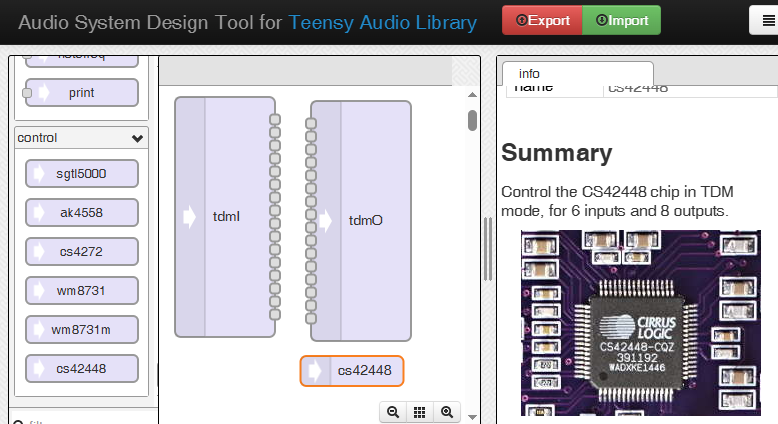 Audio System Design Tool for Teensy Audio Library
Export
Import
print
control
sgtl5000
ak4558
cs4272
wm8731
wm8731m
cs42448
tdmI
tdmO
cs42448
info
name
cs42448
Summary
Control the CS42448 chip in TDM
mode, for 6 inputs and 8 outputs.
CIRRUS
LOGIC
CS42448-CQZ
391192
WADXKE1446